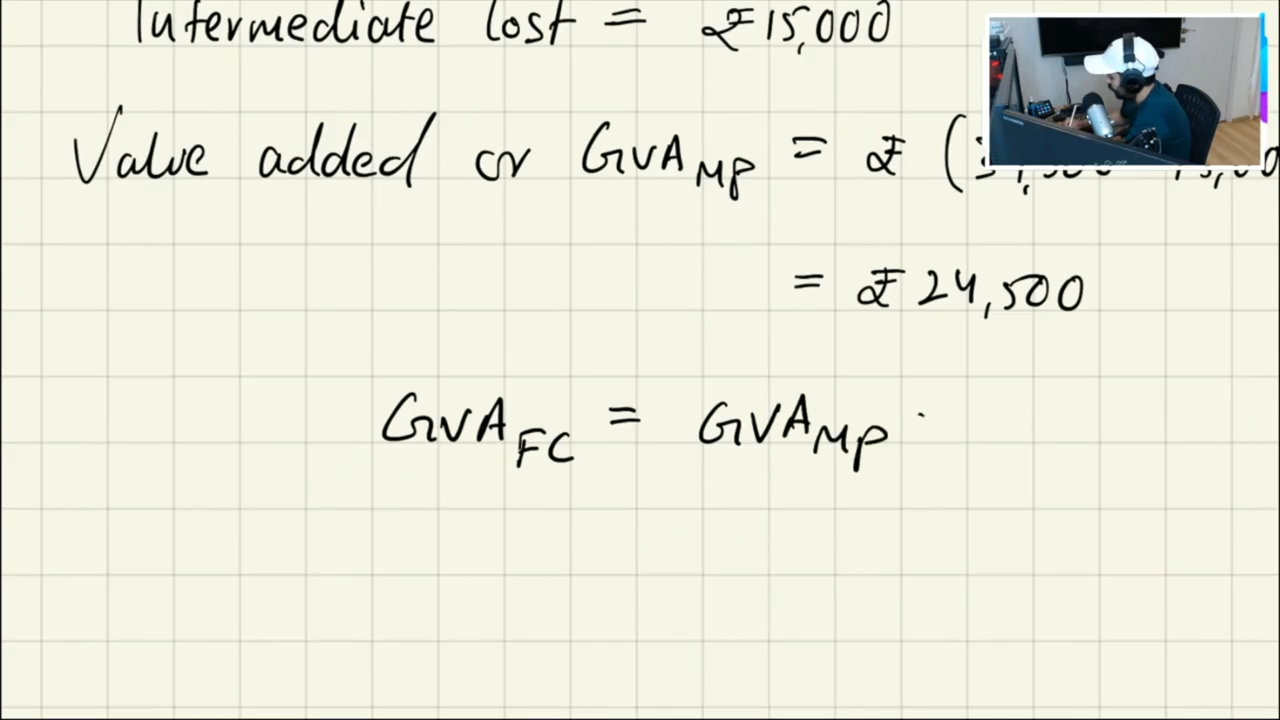 Intermediate Cost = ₹15,000
Value added or GVA_MP = ₹ (
= ₹ 24,500
GVA_FC = GVA_MP